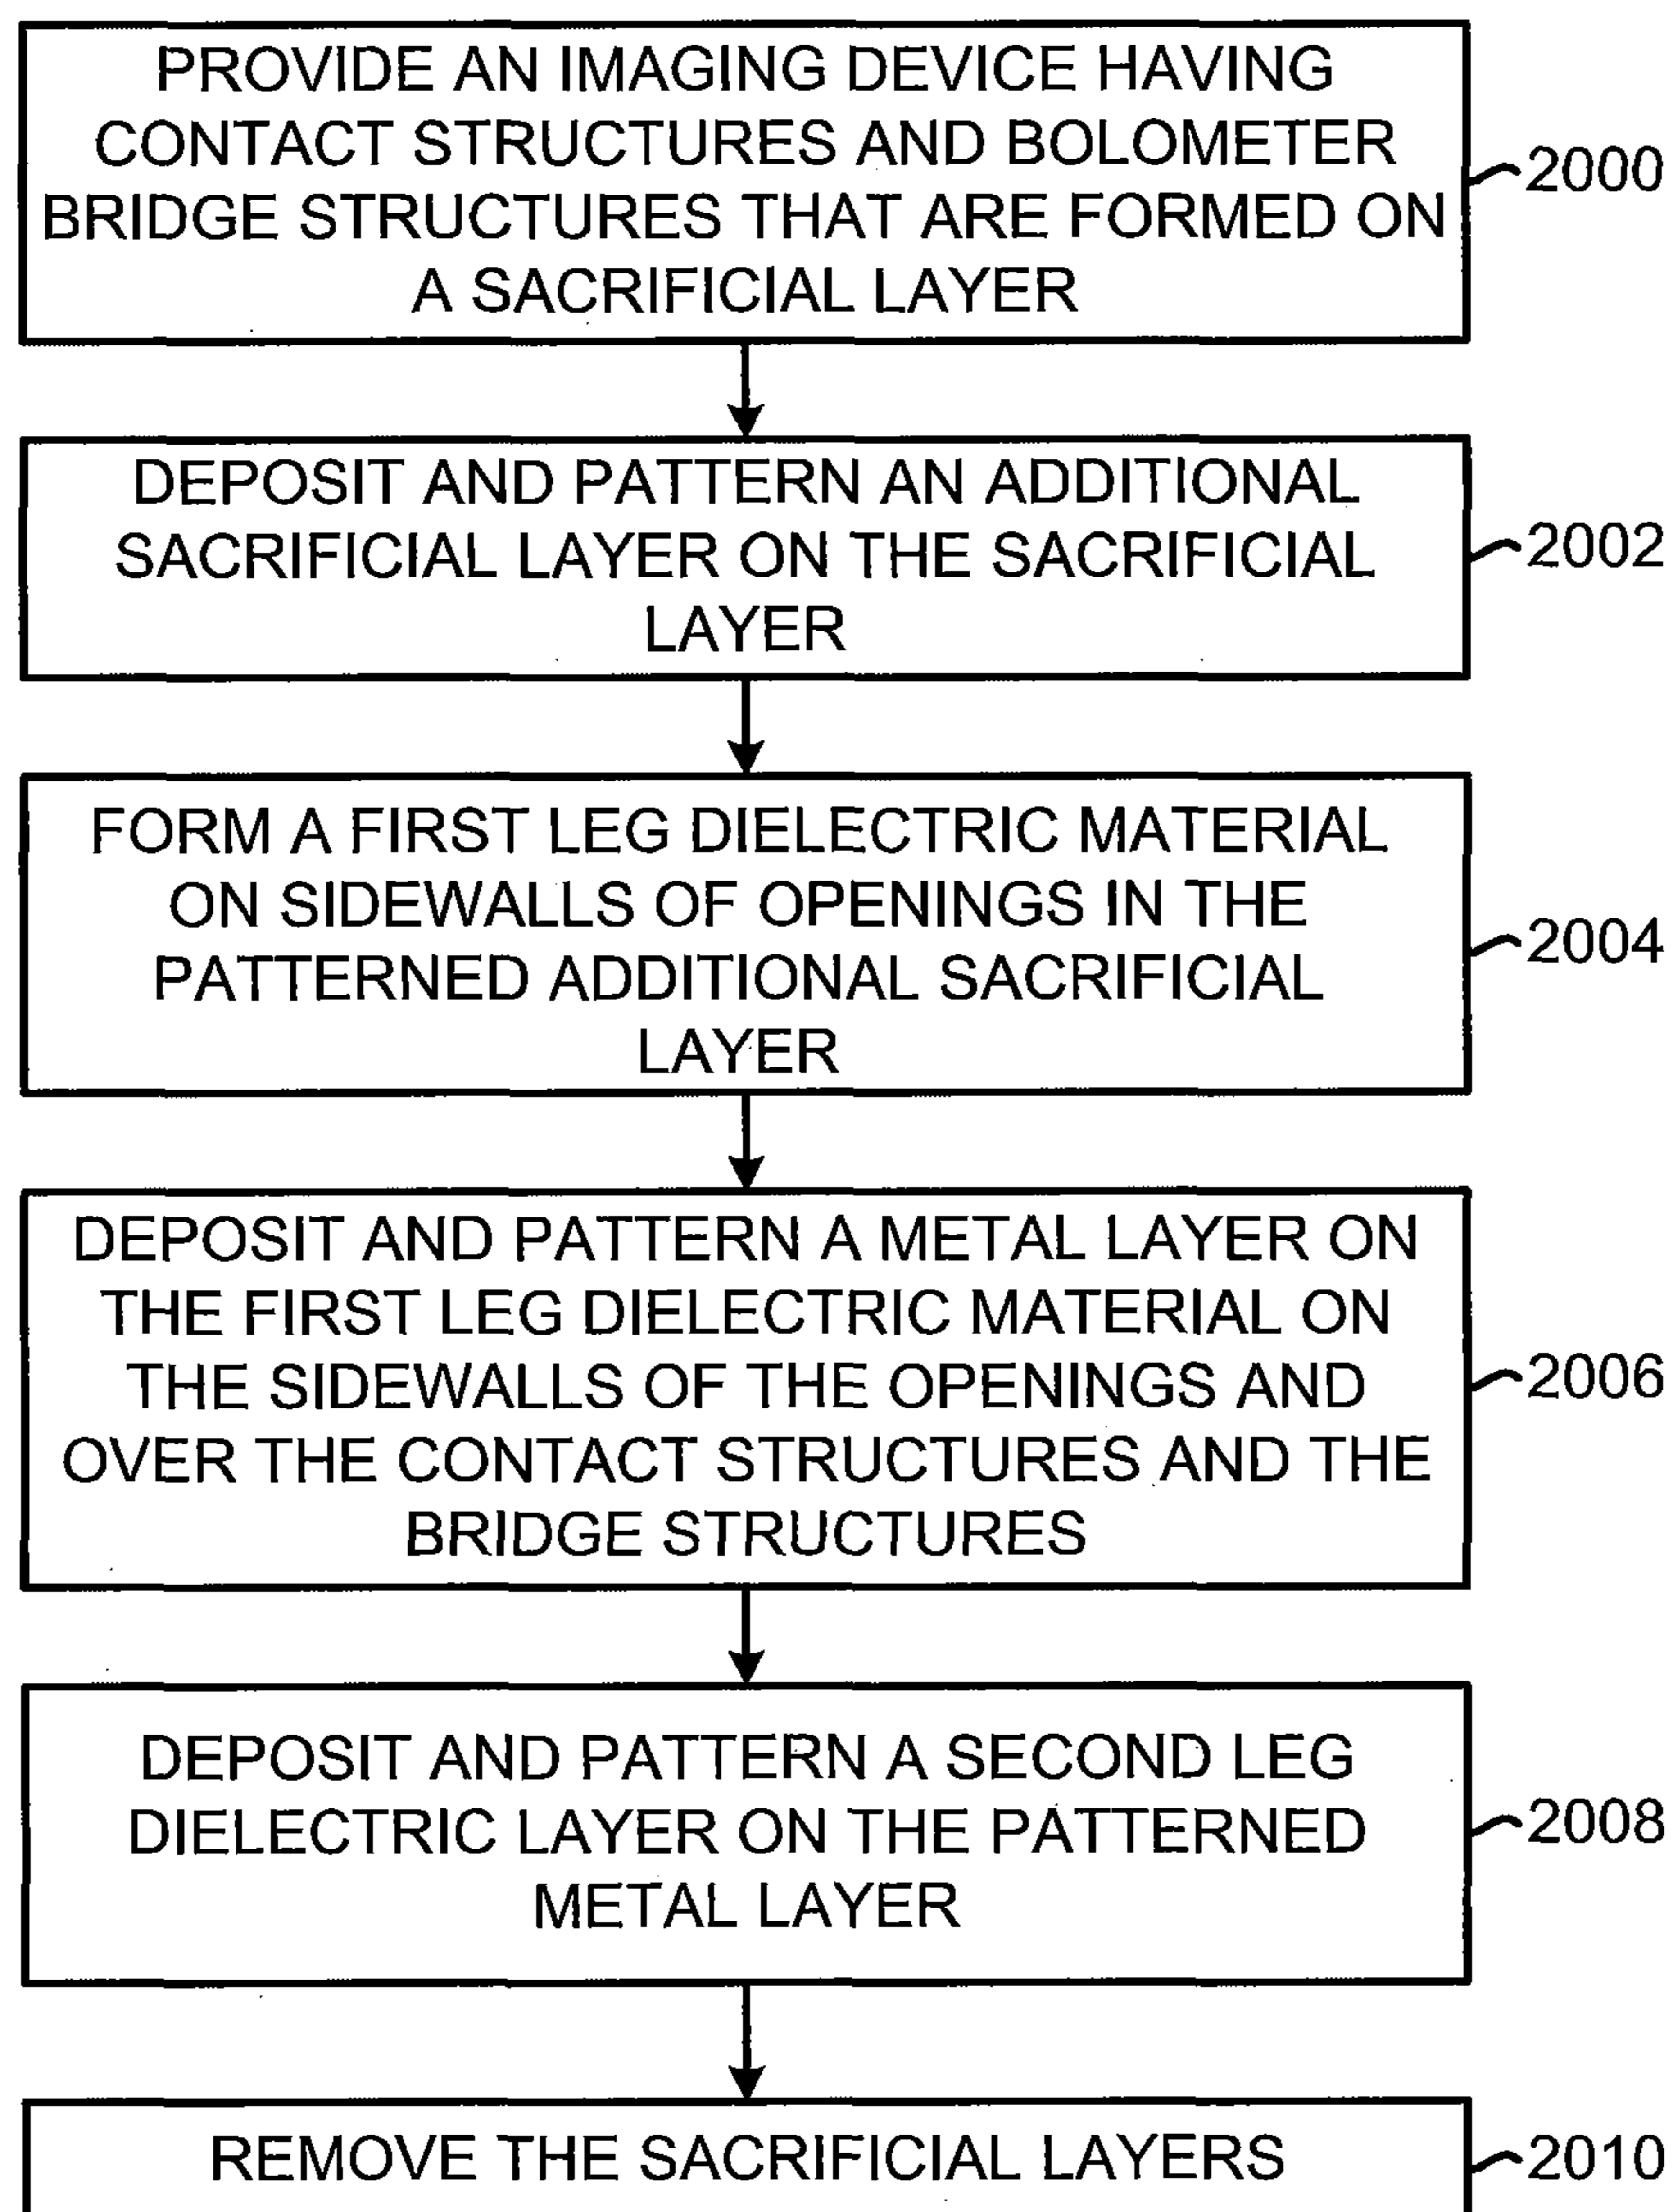 PROVIDE AN IMAGING DEVICE HAVING
CONTACT STRUCTURES AND BOLOMETER
BRIDGE STRUCTURES THAT ARE FORMED ON
A SACRIFICIAL LAYER
2000
DEPOSIT AND PATTERN AN ADDITIONAL
SACRIFICIAL LAYER ON THE SACRIFICIAL
LAYER
2002
FORM A FIRST LEG DIELECTRIC MATERIAL
ON SIDEWALLS OF OPENINGS IN THE
PATTERNED ADDITIONAL SACRIFICIAL
LAYER
2004
DEPOSIT AND PATTERN A METAL LAYER ON
THE FIRST LEG DIELECTRIC MATERIAL ON
THE SIDEWALLS OF THE OPENINGS AND
OVER THE CONTACT STRUCTURES AND THE
BRIDGE STRUCTURES
2006
DEPOSIT AND PATTERN A SECOND LEG
DIELECTRIC LAYER ON THE PATTERNED
METAL LAYER
2008
REMOVE THE SACRIFICIAL LAYERS
2010